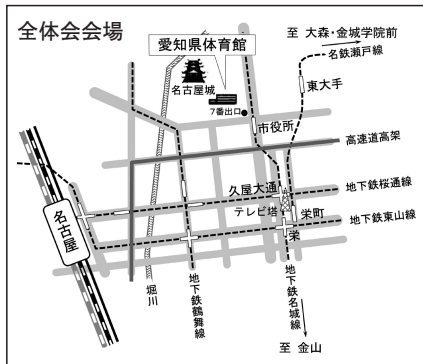 全体会会場
至 大森・金城学院前
名鉄瀬戸線
愛知県体育館
東大手
名古屋城
7番出口
市役所
高速道高架
久屋大通
地下鉄桜通線
テレビ塔
栄町
地下鉄東山線
栄
名古屋
堀川
地下鉄鶴舞線
地下鉄名城線
至 金山